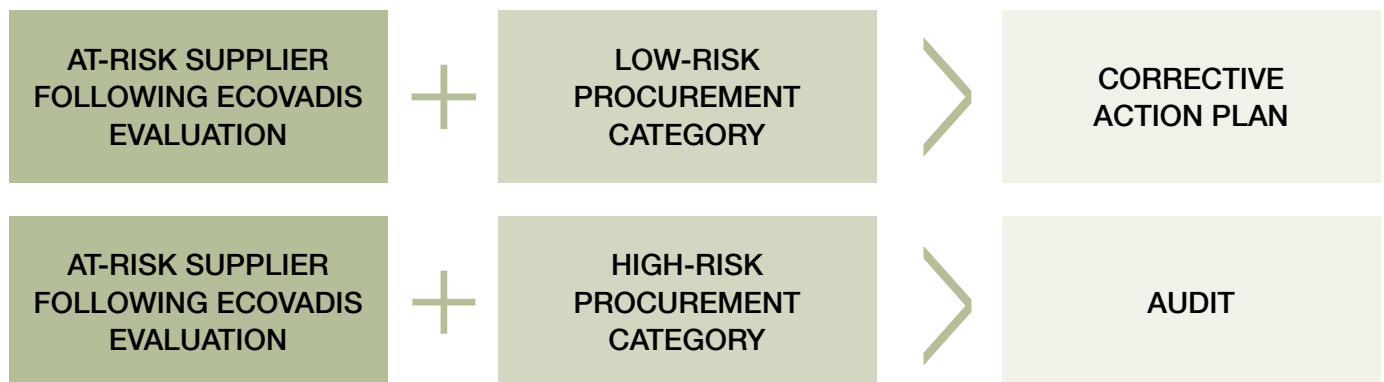 AT-RISK SUPPLIER
FOLLOWING ECOVADIS
EVALUATION
LOW-RISK
PROCUREMENT
CATEGORY
CORRECTIVE
ACTION PLAN
AT-RISK SUPPLIER
FOLLOWING ECOVADIS
EVALUATION
HIGH-RISK
PROCUREMENT
CATEGORY
AUDIT